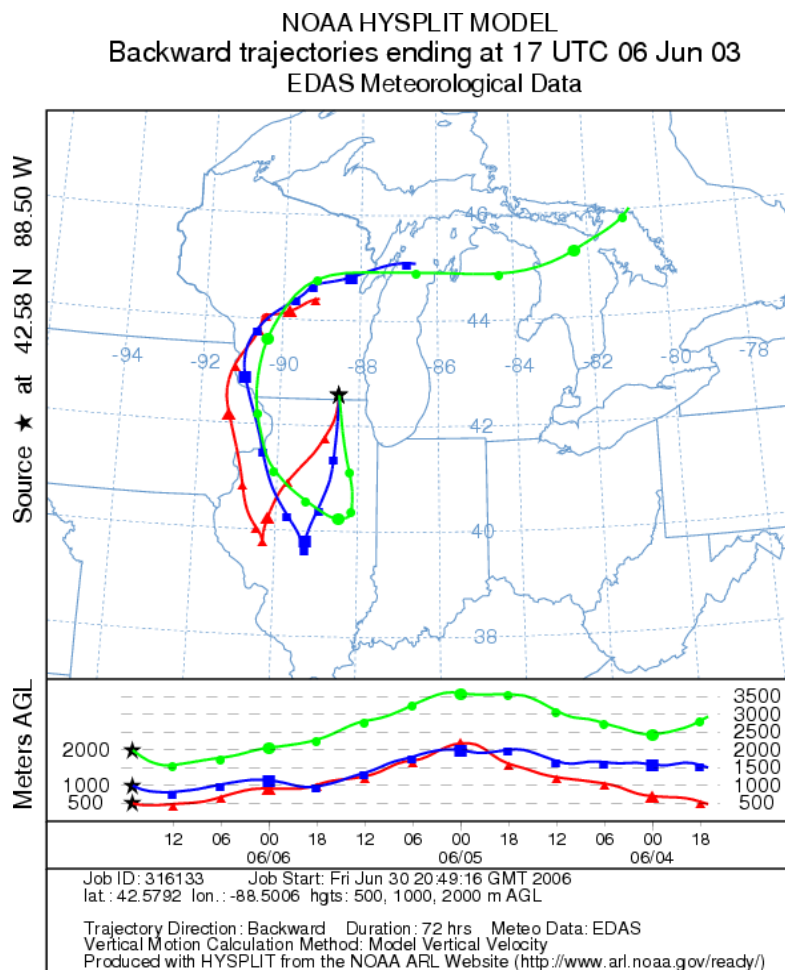 NOAA HYSPLIT MODEL
Backward trajectories ending at 17 UTC 06 Jun 03
EDAS Meteorological Data
Source ★ at 42.58 N 88.50 W
46
44
-94 -92 -90 -88 -86 -84 -82 -80 -78
42
40
38
Meters AGL
2000
1000
500
3500
3000
2500
2000
1500
1000
500
12 06 00 18 12 06 00 18 12 06 00 18
06/06 06/05 06/04
Job ID: 316133 Job Start: Fri Jun 30 20:49:16 GMT 2006
lat.: 42.5792 lon.: -88.5006 hgts: 500, 1000, 2000 m AGL
Trajectory Direction: Backward Duration: 72 hrs Meteo Data: EDAS
Vertical Motion Calculation Method: Model Vertical Velocity
Produced with HYSPLIT from the NOAA ARL Website (http://www.arl.noaa.gov/ready/)